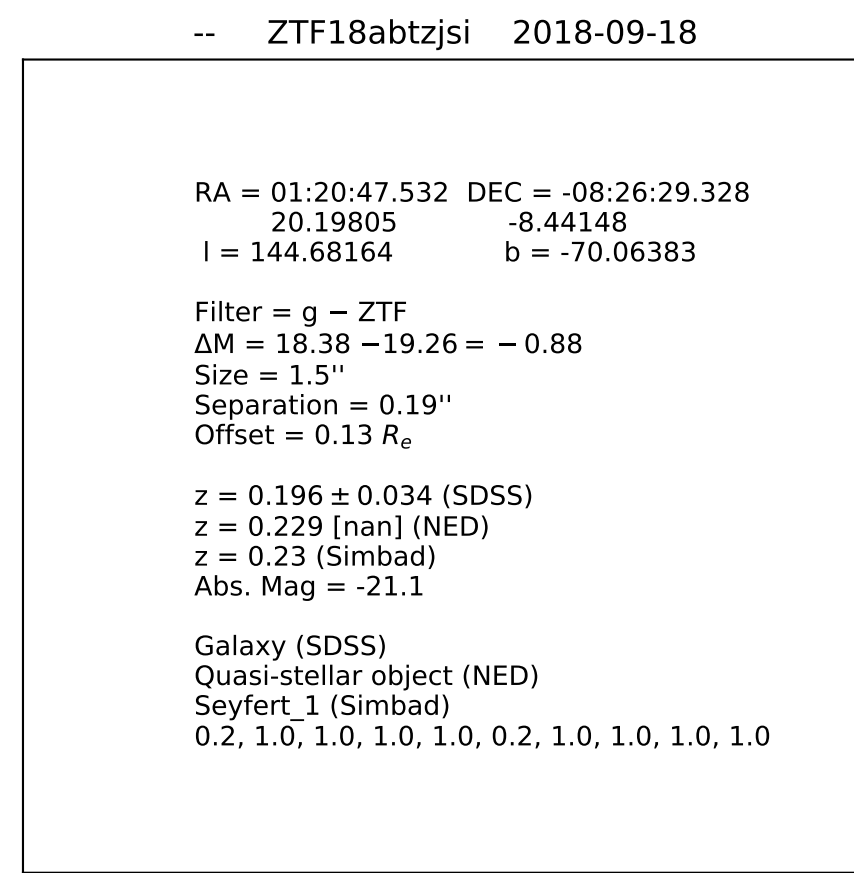 -- ZTF18abtzjsi 2018-09-18
RA = 01:20:47.532 DEC = -08:26:29.328
20.19805 -8.44148
l = 144.68164 b = -70.06383
Filter = g − ZTF
ΔM = 18.38 −19.26 = − 0.88
Size = 1.5''
Separation = 0.19''
Offset = 0.13 Rₑ
z = 0.196 ± 0.034 (SDSS)
z = 0.229 [nan] (NED)
z = 0.23 (Simbad)
Abs. Mag = -21.1
Galaxy (SDSS)
Quasi-stellar object (NED)
Seyfert_1 (Simbad)
0.2, 1.0, 1.0, 1.0, 1.0, 0.2, 1.0, 1.0, 1.0, 1.0